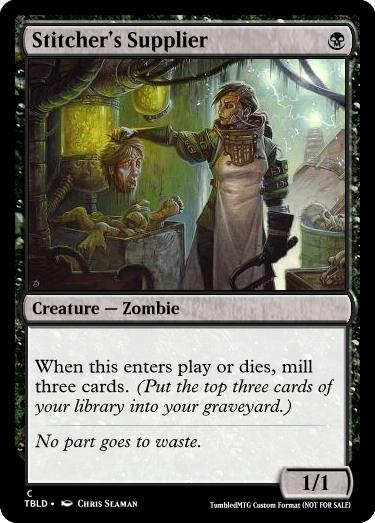 Stitcher's Supplier
Creature — Zombie
When this enters play or dies, mill
three cards. (Put the top three cards of
your library into your graveyard.)
No part goes to waste.
1/1
C
TBLD • Chris Seaman
TumbledMTG Custom Format (NOT FOR SALE)